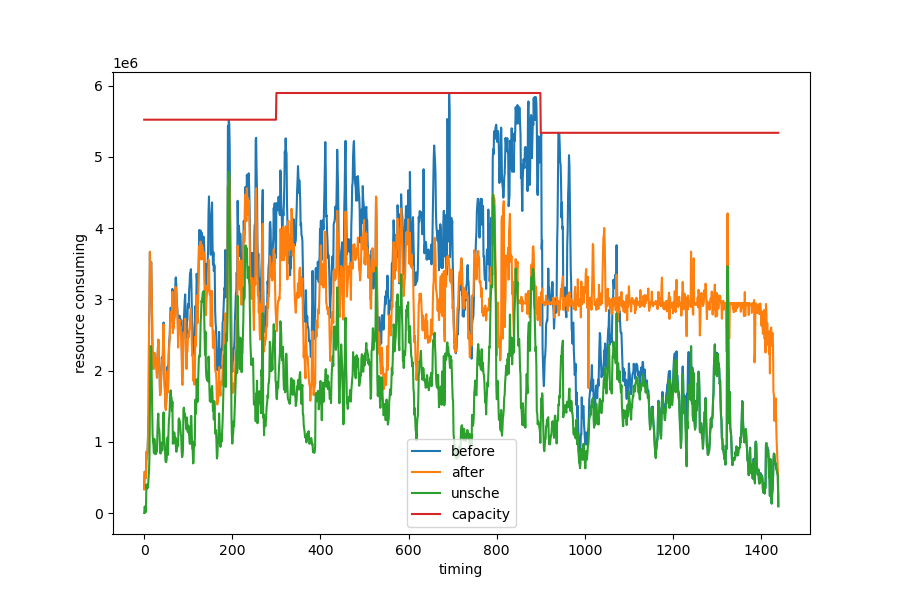 1e6
6
5
4
3
2
1
0
resource consuming
before
after
unsche
capacity
0 200 400 600 800 1000 1200 1400
timing